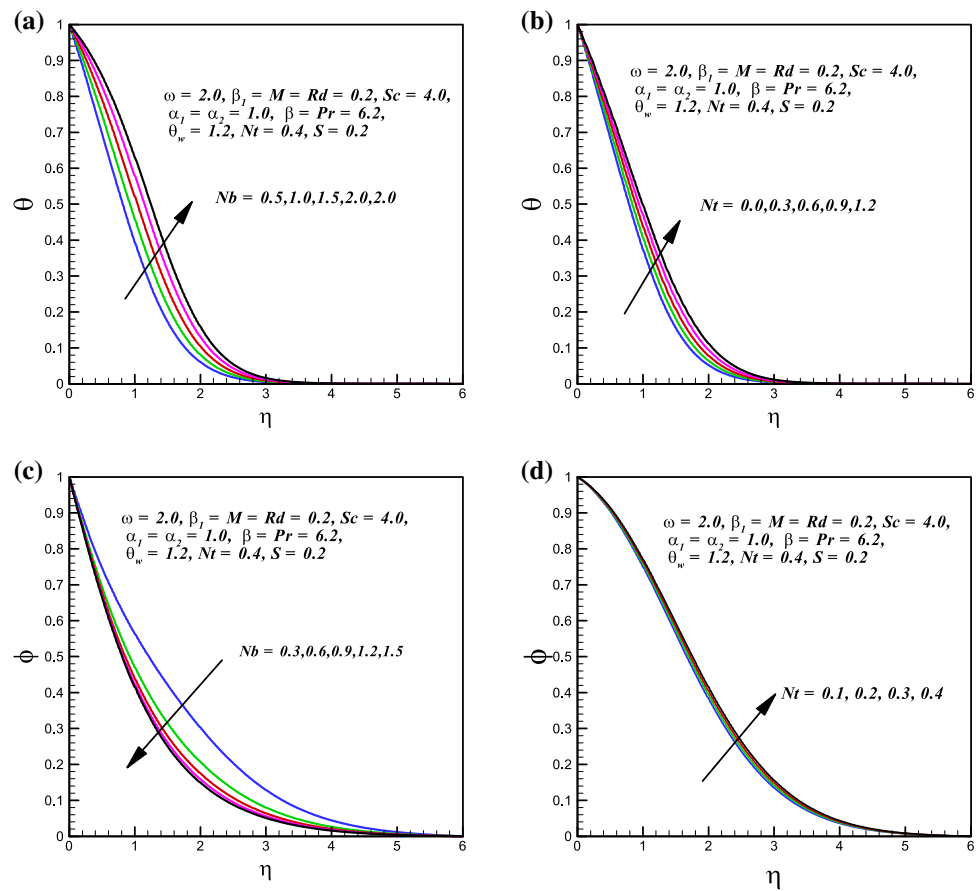 (a)
ω = 2.0, β₁ = M = Rd = 0.2, Sc = 4.0,
α₁ = α₂ = 1.0, β = Pr = 6.2,
θ_w = 1.2, Nt = 0.4, S = 0.2
Nb = 0.5,1.0,1.5,2.0,2.0
θ
1
0.9
0.8
0.7
0.6
0.5
0.4
0.3
0.2
0.1
0
0 1 2 3 4 5 6
η
(b)
ω = 2.0, β₁ = M = Rd = 0.2, Sc = 4.0,
α₁ = α₂ = 1.0, β = Pr = 6.2,
θ_w = 1.2, Nt = 0.4, S = 0.2
Nt = 0.0,0.3,0.6,0.9,1.2
θ
1
0.9
0.8
0.7
0.6
0.5
0.4
0.3
0.2
0.1
0
0 1 2 3 4 5 6
η
(c)
ω = 2.0, β₁ = M = Rd = 0.2, Sc = 4.0,
α₁ = α₂ = 1.0, β = Pr = 6.2,
θ_w = 1.2, Nt = 0.4, S = 0.2
Nb = 0.3,0.6,0.9,1.2,1.5
ϕ
1
0.9
0.8
0.7
0.6
0.5
0.4
0.3
0.2
0.1
0
0 1 2 3 4 5 6
η
(d)
ω = 2.0, β₁ = M = Rd = 0.2, Sc = 4.0,
α₁ = α₂ = 1.0, β = Pr = 6.2,
θ_w = 1.2, Nt = 0.4, S = 0.2
Nt = 0.1, 0.2, 0.3, 0.4
ϕ
1
0.9
0.8
0.7
0.6
0.5
0.4
0.3
0.2
0.1
0
0 1 2 3 4 5 6
η